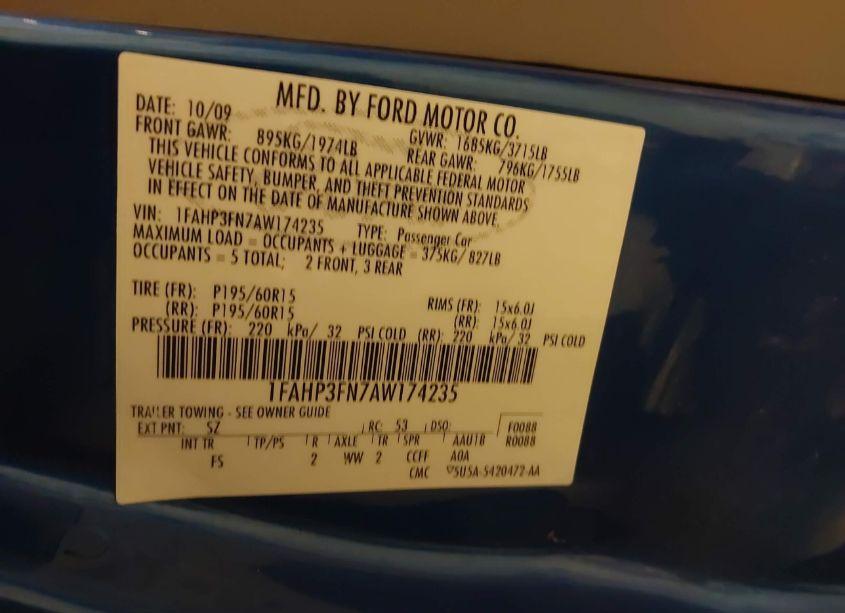 MFD. BY FORD MOTOR CO.
DATE: 10/09 GVWR: 1685KG/3715LB
FRONT GAWR: 895KG/1974LB REAR GAWR: 796KG/1755LB
THIS VEHICLE CONFORMS TO ALL APPLICABLE FEDERAL MOTOR
VEHICLE SAFETY, BUMPER, AND THEFT PREVENTION STANDARDS
IN EFFECT ON THE DATE OF MANUFACTURE SHOWN ABOVE.
VIN: 1FAHP3FN7AW174235 TYPE: Passenger Car
MAXIMUM LOAD = OCCUPANTS + LUGGAGE = 375KG/ 827LB
OCCUPANTS = 5 TOTAL; 2 FRONT, 3 REAR
TIRE (FR): P195/60R15 RIMS (FR): 15x6.0J
(RR): P195/60R15 (RR): 15x6.0J
PRESSURE (FR): 220 kPa/ 32 PSI COLD (RR): 220 kPa/ 32 PSI COLD
1FAHP3FN7AW174235
TRAILER TOWING - SEE OWNER GUIDE
EXT PNT: SZ RC: 53 DSO: F0088
INT TR TP/PS R AXLE TR SPR AAU1B R0088
FS 2 WW 2 CCFF AOA
CMC 5U5A-5420472-AA